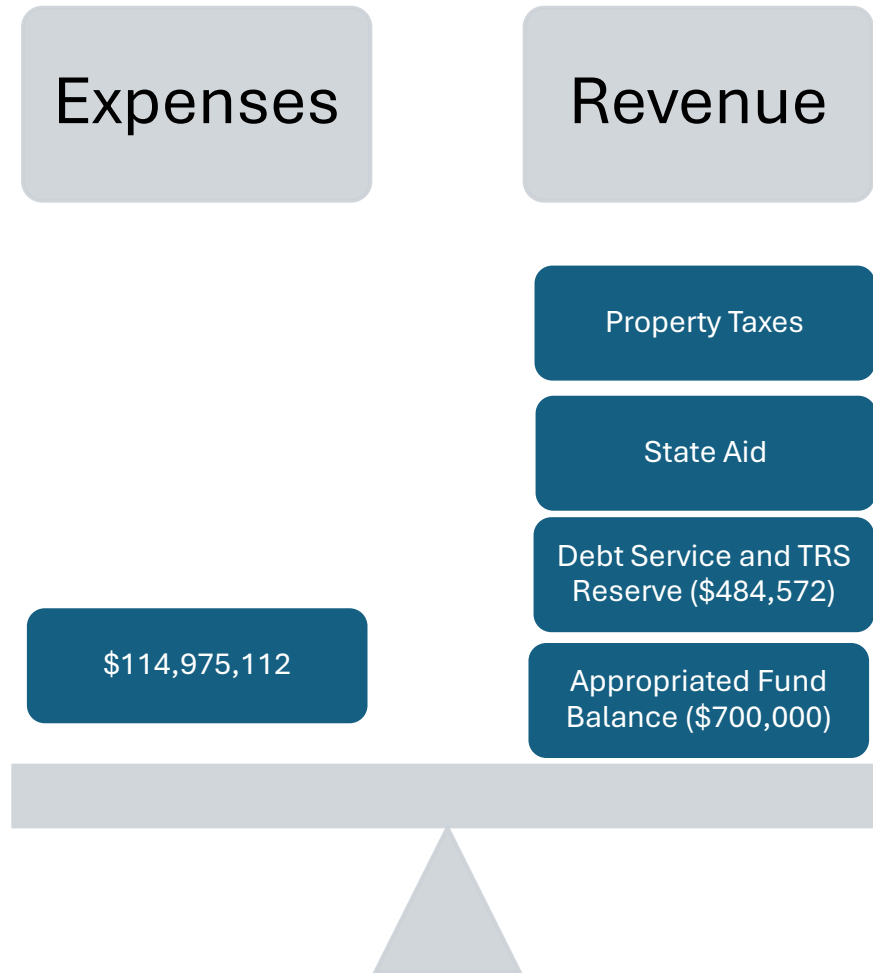 Expenses
Revenue
Property Taxes
State Aid
Debt Service and TRS
Reserve ($484,572)
$114,975,112
Appropriated Fund
Balance ($700,000)